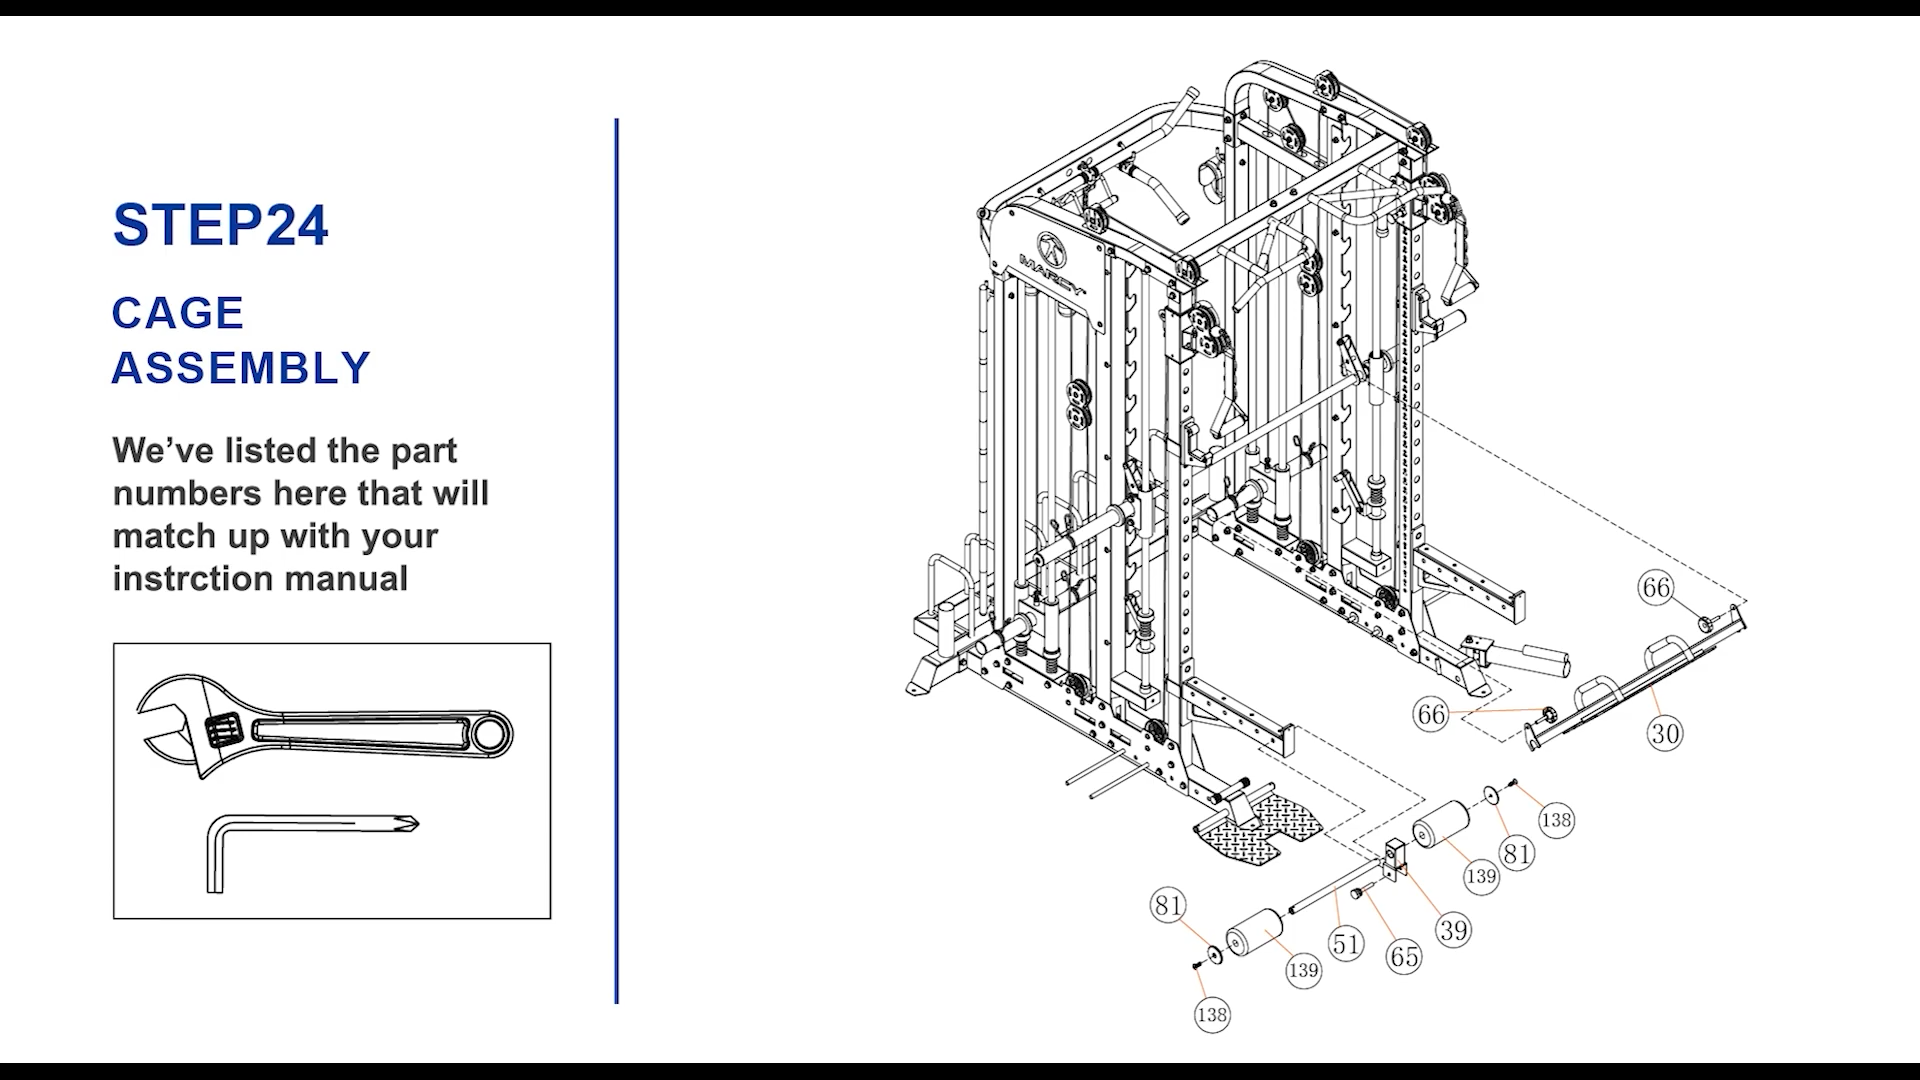 STEP24
CAGE
ASSEMBLY
We’ve listed the part
numbers here that will
match up with your
instrction manual
MARCY
66
66
30
138
81
139
39
65
51
81
139
138